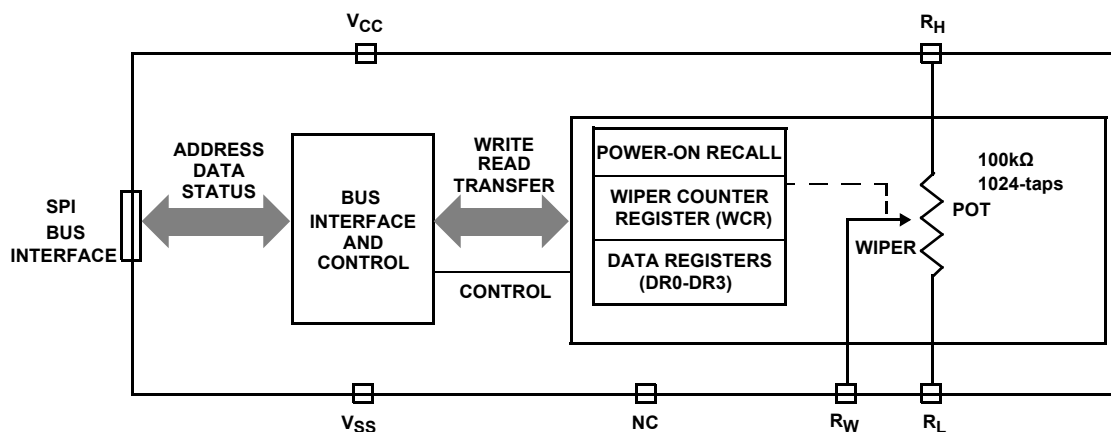 VCC
RH
ADDRESS
DATA
STATUS
WRITE
READ
TRANSFER
POWER-ON RECALL
WIPER COUNTER
REGISTER (WCR)
DATA REGISTERS
(DR0-DR3)
100kΩ
1024-taps
POT
WIPER
SPI
BUS
INTERFACE
BUS
INTERFACE
AND
CONTROL
CONTROL
VSS
NC
RW
RL